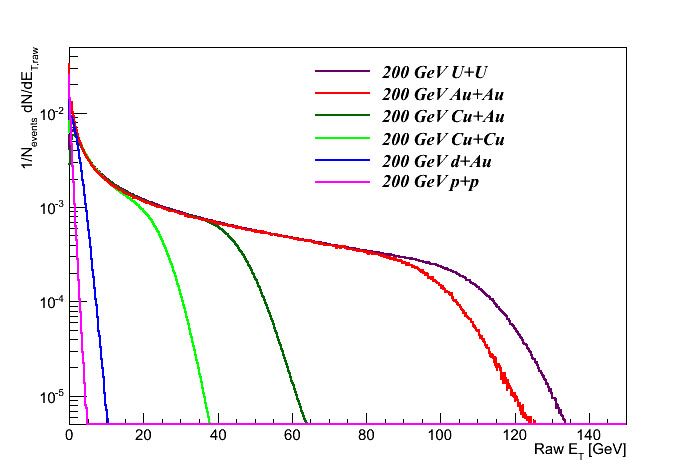 1/N_events dN/dE_T,raw
200 GeV U+U
200 GeV Au+Au
200 GeV Cu+Au
200 GeV Cu+Cu
200 GeV d+Au
200 GeV p+p
10^-2
10^-3
10^-4
10^-5
0 20 40 60 80 100 120 140
Raw E_T [GeV]